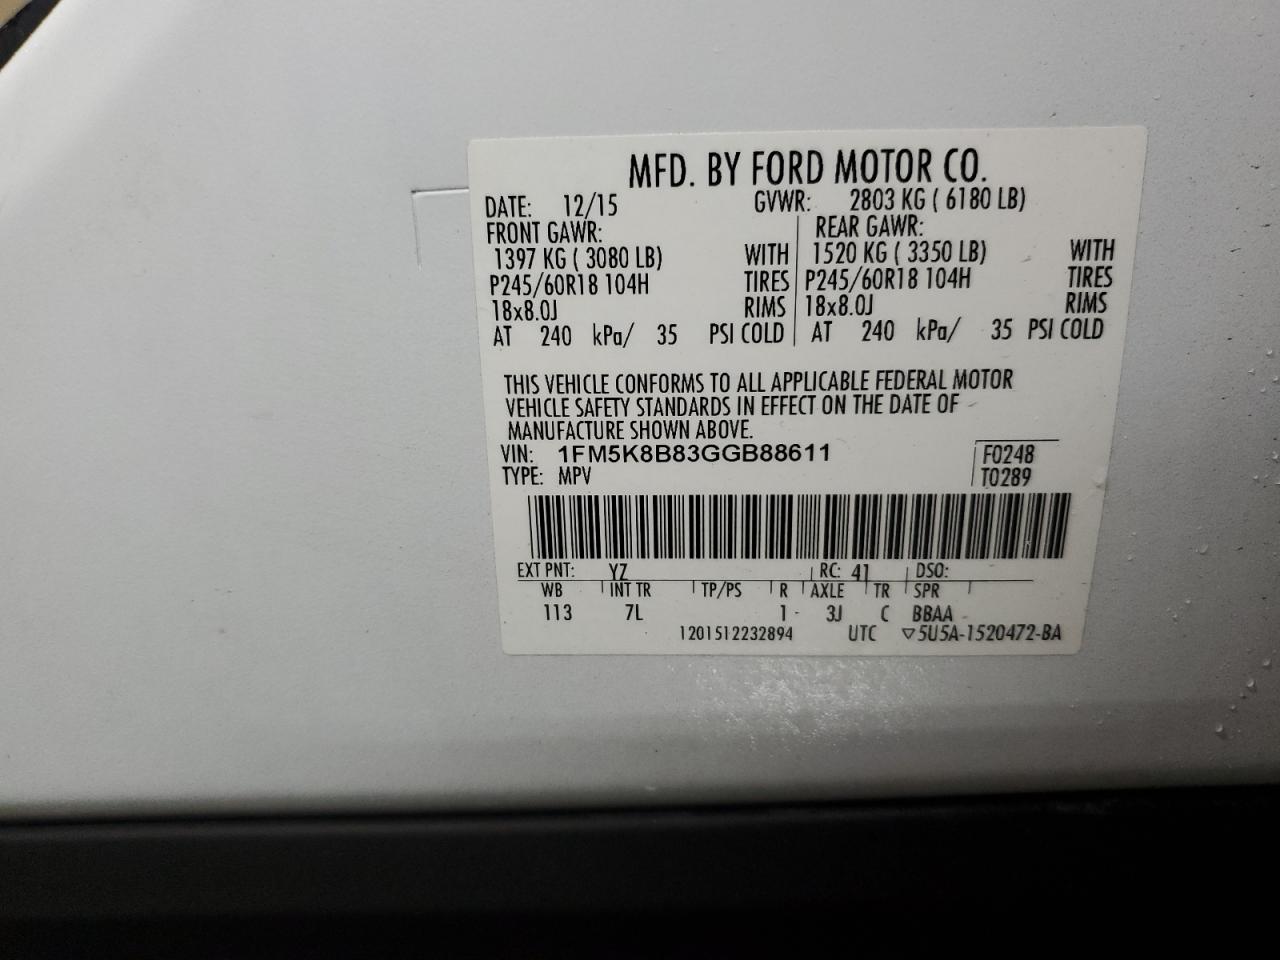 MFD. BY FORD MOTOR CO.
DATE: 12/15 GVWR: 2803 KG ( 6180 LB)
FRONT GAWR: REAR GAWR:
1397 KG ( 3080 LB) WITH 1520 KG ( 3350 LB) WITH
P245/60R18 104H TIRES P245/60R18 104H TIRES
18x8.0J RIMS 18x8.0J RIMS
AT 240 kPa/ 35 PSI COLD AT 240 kPa/ 35 PSI COLD
THIS VEHICLE CONFORMS TO ALL APPLICABLE FEDERAL MOTOR
VEHICLE SAFETY STANDARDS IN EFFECT ON THE DATE OF
MANUFACTURE SHOWN ABOVE.
VIN: 1FM5K8B83GGB88611 F0248
TYPE: MPV T0289
EXT PNT: YZ RC: 41 DSO:
WB INT TR TP/PS R AXLE TR SPR
113 7L 1 3J C BBAA
1201512232894 UTC ▽5U5A-1520472-BA